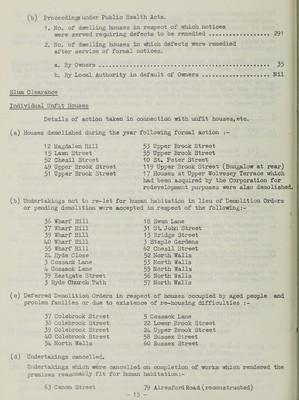 (b) Proceedings under Public Health Acts.
1. No. of dwelling houses in respect of which notices
were served requiring defects to be remedied .................. 291
2. No. of dwelling houses in which defects were remedied
after service of formal notices.
a. By Owners ........................................ 35
b. By Local Authority in default of Owners ................ Nil
Slum Clearance
Individual Unfit Houses
Details of action taken in connection with unfit houses, etc.
(a) Houses demolished during the year following formal action :-
12 Magdalen Hill 53 Upper Brook Street
15 Lawn Street 55 Upper Brook Street
52 Chesil Street 10 St. Peter Street
49 Upper Brook Street 119 Upper Brook Street (Bungalow at rear)
51 Upper Brook Street 17 Houses at Upper Wolvesey Terrace which
had been acquired by the Corporation for
redevelopment purposes were also demolished.
(b) Undertakings not to re-let for human habitation in lieu of Demolition Orders
or pending demolition were accepted in respect of the following:-
36 Wharf Hill 18 Swan Lane
37 Wharf Hill 31 St. John Street
39 Wharf Hill 13 Bridge Street
40 Wharf Hill 3 Staple Gardens
55 Wharf Hill 62 Chesil Street
24 Hyde Close 52 North Walls
3 Cossack Lane 53 North Walls
4 Cossack Lane 55 North Walls
39 Eastgate Street 56 North Walls
3 Hyde Church Path 57 North Walls
(c) Deferred Demolition Orders in respect of houses occupied by aged people and
problem families or due to existence of re-housing difficulties :-
37 Colebrook Street 5 Cossack Lane
38 Colebrook Street 22 Lower Brook Street
39 Colebrook Street 24 Upper Brook Street
40 Colebrook Street 58 Sussex Street
54 North Walls 60 Sussex Street
(d) Undertakings cancelled.
Undertakings which were cancelled on completion of works which rendered the
premises reasonably fit for human habitation:-
63 Canon Street 79 Alresford Road (reconstructed)
- 15 -